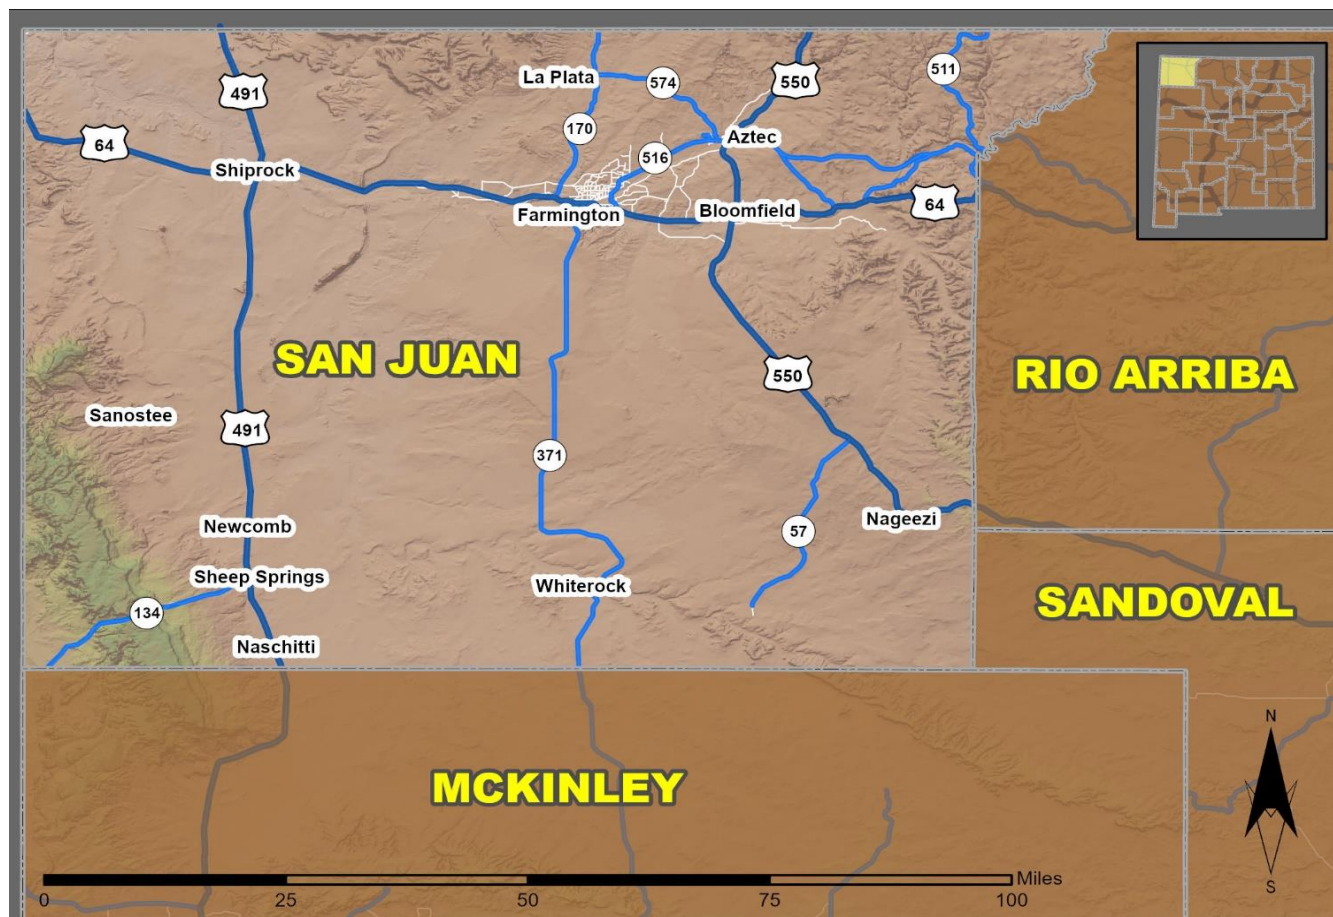 511
La Plata
574
550
491
170
64
Aztec
516
Shiprock
64
Farmington
Bloomfield
SAN JUAN
550
RIO ARRIBA
Sanostee
491
371
Newcomb
Nageezi
57
Sheep Springs
Whiterock
134
SANDOVAL
Naschitti
N
MCKINLEY
S
Miles
0 25 50 75 100